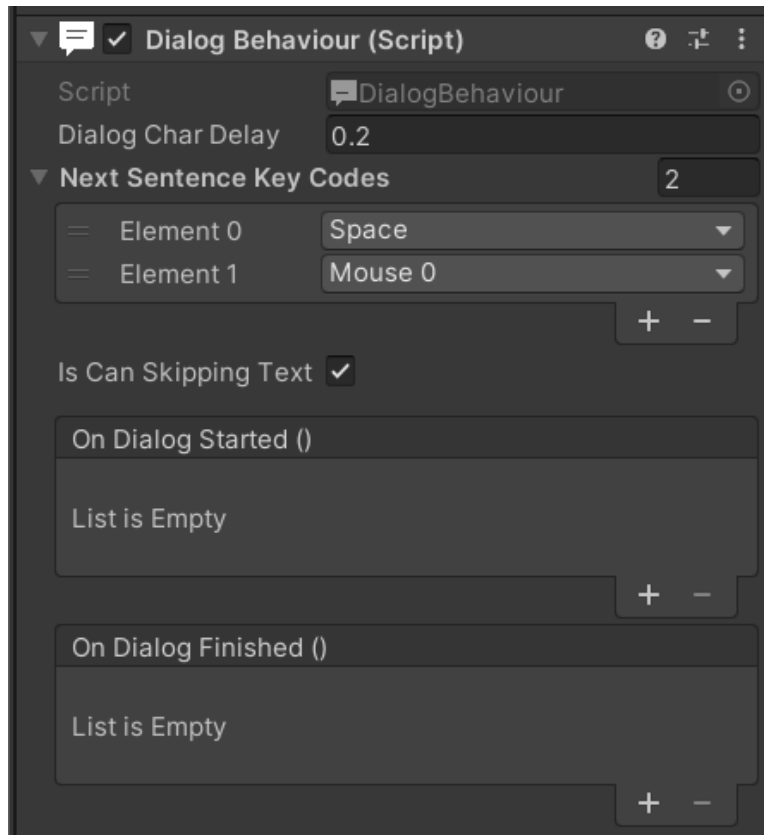 Dialog Behaviour (Script)
Script DialogBehaviour
Dialog Char Delay 0.2
Next Sentence Key Codes 2
Element 0 Space
Element 1 Mouse 0
+ −
Is Can Skipping Text
On Dialog Started ()
List is Empty
+ −
On Dialog Finished ()
List is Empty
+ −